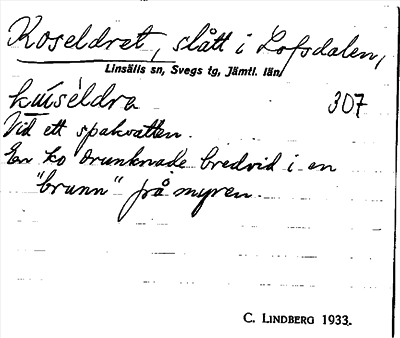 Koseldret, slått i Lofsdalen,
Linsälls sn, Svegs tg, Jämtl. län
kúseldra 307
Vid ett spakvatten.
En ko drunknade bredvid i en
"brunn" på myren.
C. LINDBERG 1933.